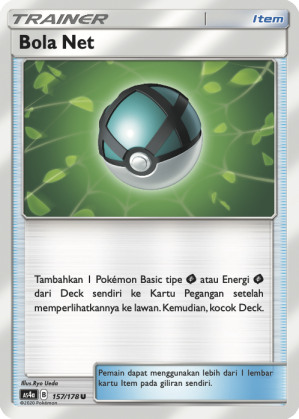 TRAINER Item
Bola Net
Tambahkan 1 Pokémon Basic tipe atau Energi
dari Deck sendiri ke Kartu Pegangan setelah
memperlihatkannya ke lawan. Kemudian, kocok Deck.
Illus.Ryo Ueda
AS4a B 157/178 U
©2020 Pokémon
Pemain dapat menggunakan lebih dari 1 lembar
kartu Item pada giliran sendiri.